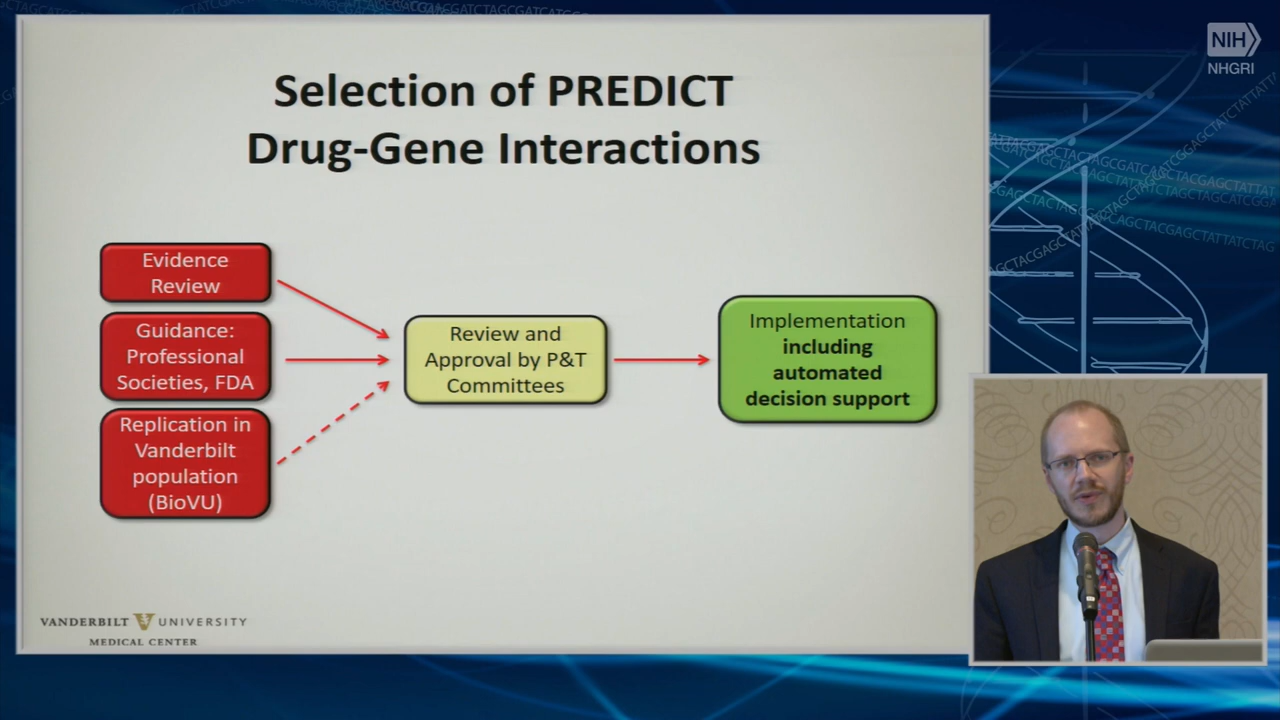 NIH
NHGRI
Selection of PREDICT
Drug-Gene Interactions
Evidence
Review
Guidance:
Professional
Societies, FDA
Replication in
Vanderbilt
population
(BioVU)
Review and
Approval by P&T
Committees
Implementation
including
automated
decision support
VANDERBILT V UNIVERSITY
MEDICAL CENTER